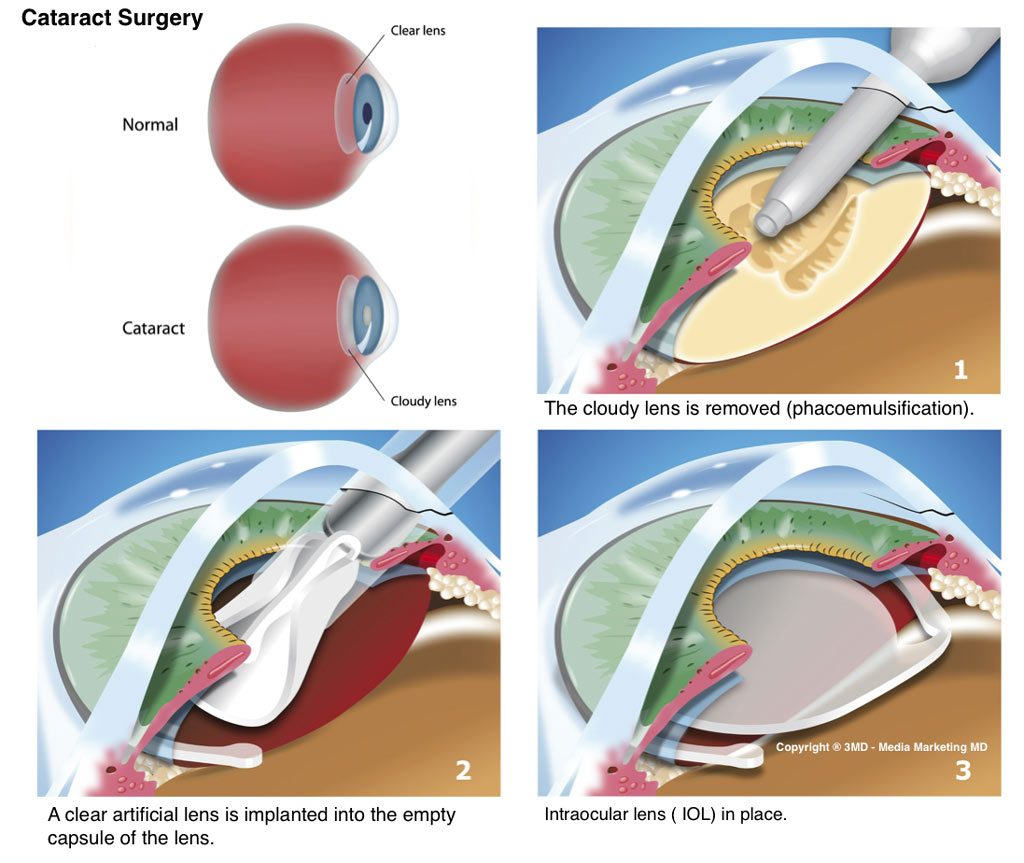 Cataract Surgery
Clear lens
Normal
Cataract
Cloudy lens
1
The cloudy lens is removed (phacoemulsification).
2
A clear artificial lens is implanted into the empty
capsule of the lens.
Copyright ® 3MD - Media Marketing MD
3
Intraocular lens ( IOL) in place.